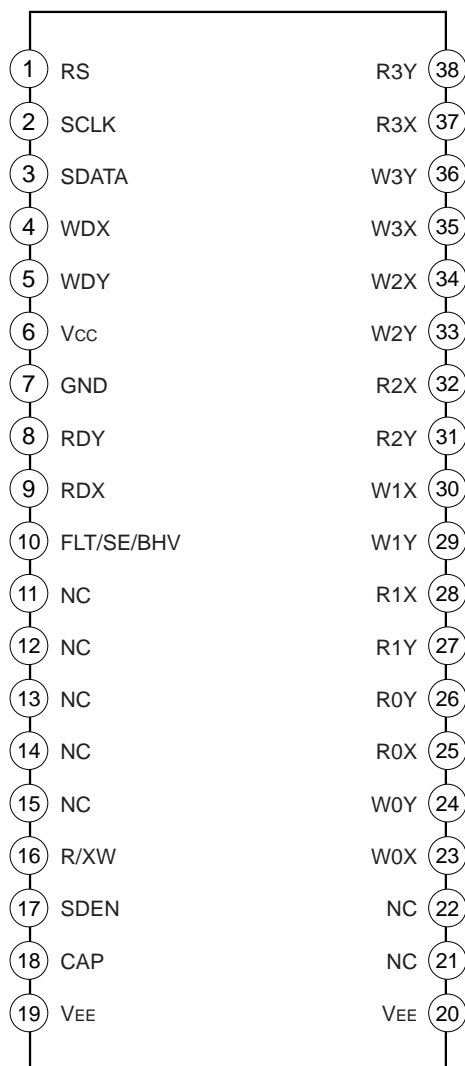 1 RS R3Y 38
2 SCLK R3X 37
3 SDATA W3Y 36
4 WDX W3X 35
5 WDY W2X 34
6 VCC W2Y 33
7 GND R2X 32
8 RDY R2Y 31
9 RDX W1X 30
10 FLT/SE/BHV W1Y 29
11 NC R1X 28
12 NC R1Y 27
13 NC R0Y 26
14 NC R0X 25
15 NC W0Y 24
16 R/XW W0X 23
17 SDEN NC 22
18 CAP NC 21
19 VEE VEE 20